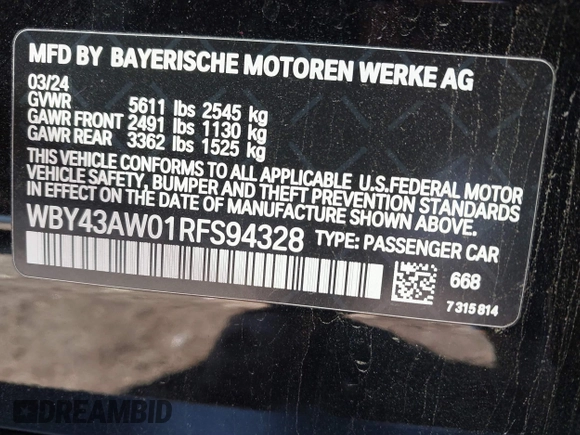 MFD BY BAYERISCHE MOTOREN WERKE AG
03/24
GVWR 5611 lbs 2545 kg
GAWR FRONT 2491 lbs 1130 kg
GAWR REAR 3362 lbs 1525 kg
THIS VEHICLE CONFORMS TO ALL APPLICABLE U.S.FEDERAL MOTOR
VEHICLE SAFETY, BUMPER AND THEFT PREVENTION STANDARDS
IN EFFECT ON THE DATE OF MANUFACTURE SHOWN ABOVE.
WBY43AW01RFS94328 TYPE: PASSENGER CAR
668
7 315 814
DREAMBID